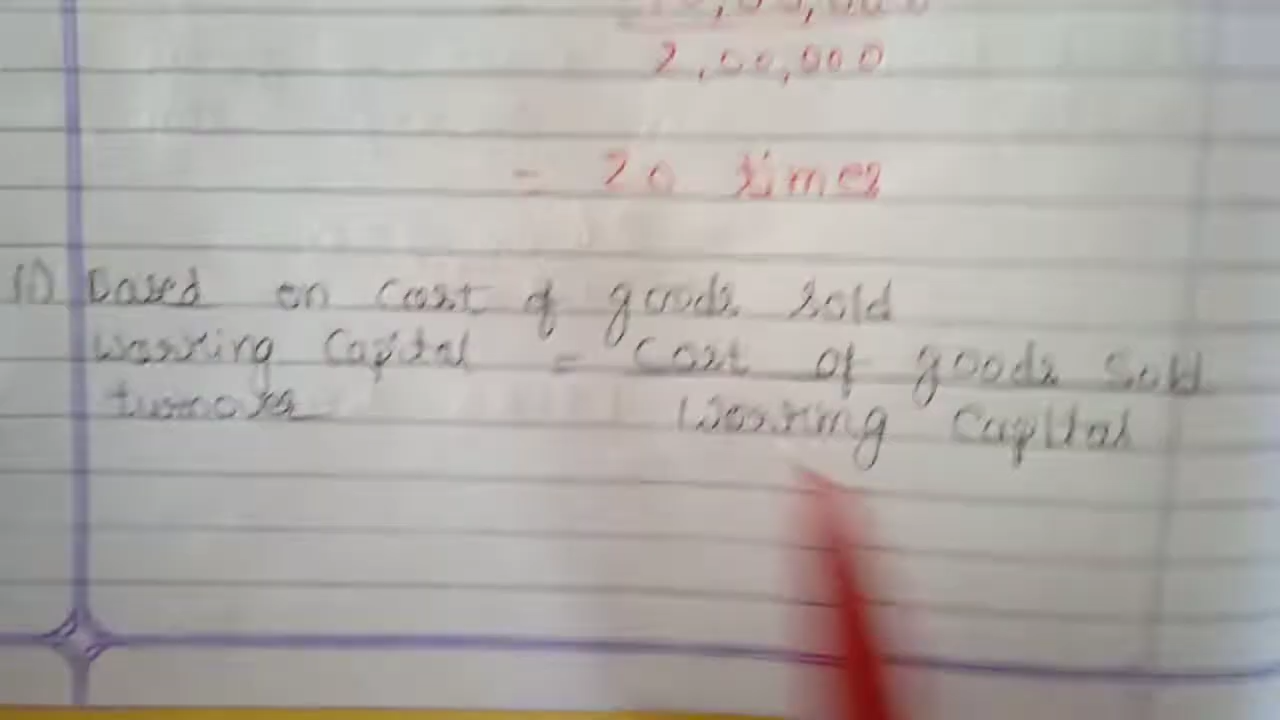 2,00,000
= 20 times
Based on Cost of goods sold
Working Capital = Cost of goods Sold
turnover Working Capital